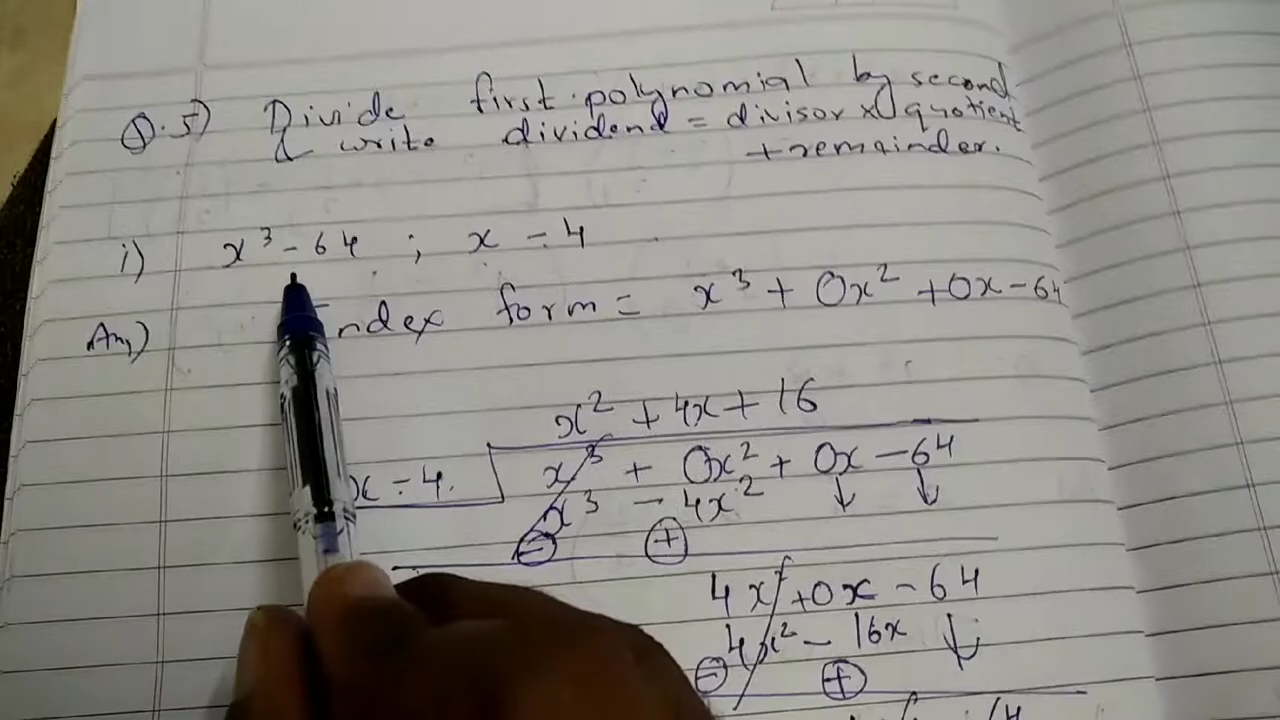 Q.5) Divide first polynomial by second
& write dividend = divisor x quotient
+ remainder.
i) x³ - 64 ; x - 4
Ans) Index form = x³ + 0x² + 0x - 64
x² + 4x + 16
x - 4. x³ + 0x² + 0x - 64
x³ - 4x²
- +
4x² + 0x - 64
4x² - 16x
- +